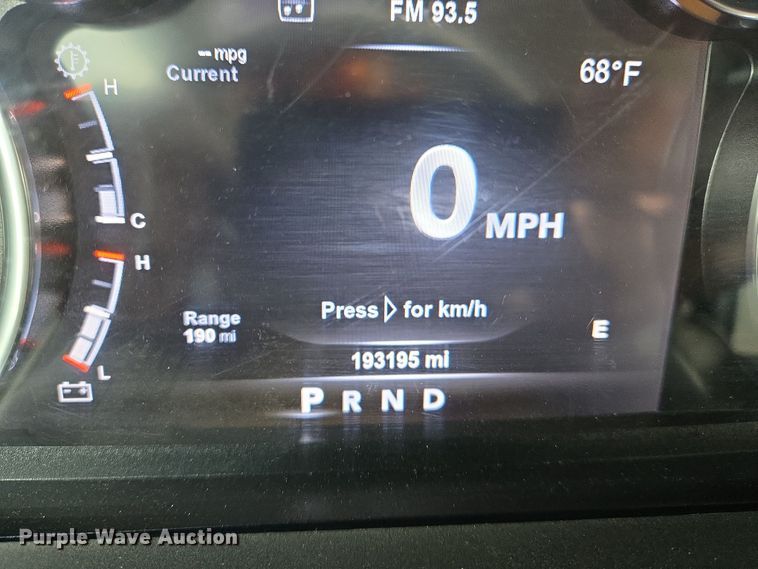 FM 93.5
-- mpg
Current
68°F
H
C
H
L
0 MPH
Press ▷ for km/h
Range
190 mi
E
193195 mi
P R N D
Purple Wave Auction